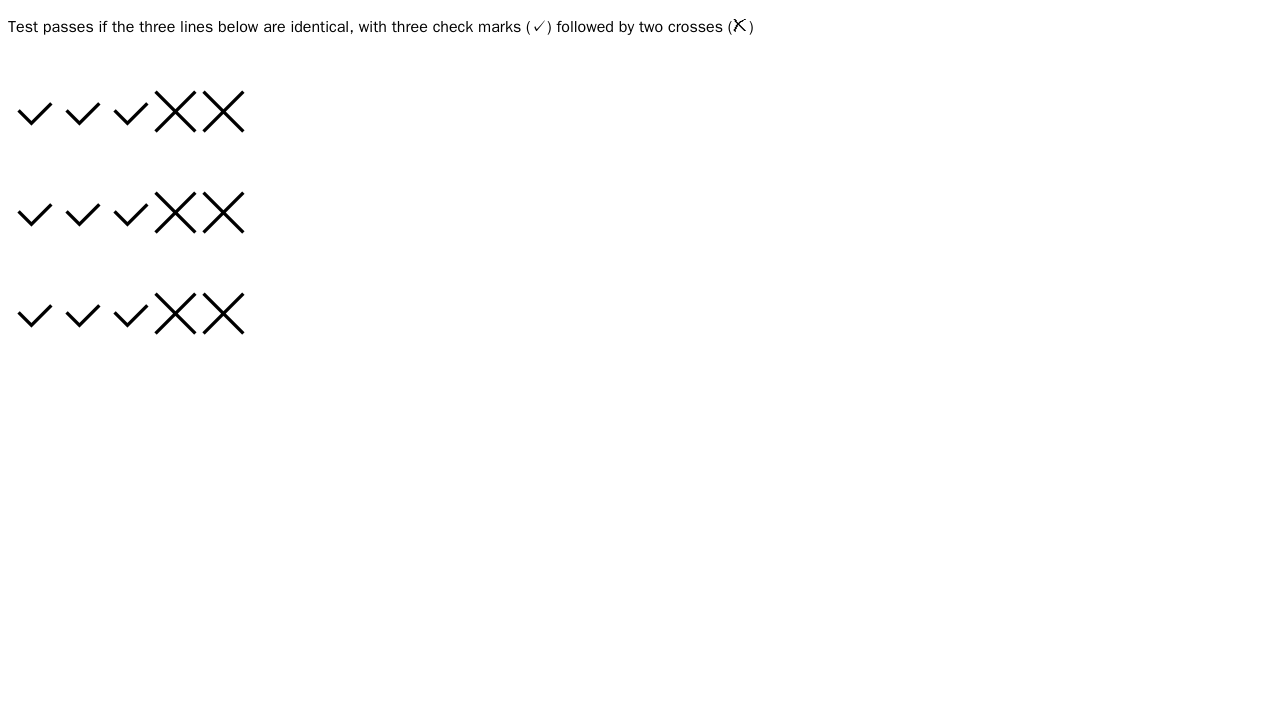 Test passes if the three lines below are identical, with three check marks (✓) followed by two crosses (✗)
✓✓✓✗✗
✓✓✓✗✗
✓✓✓✗✗